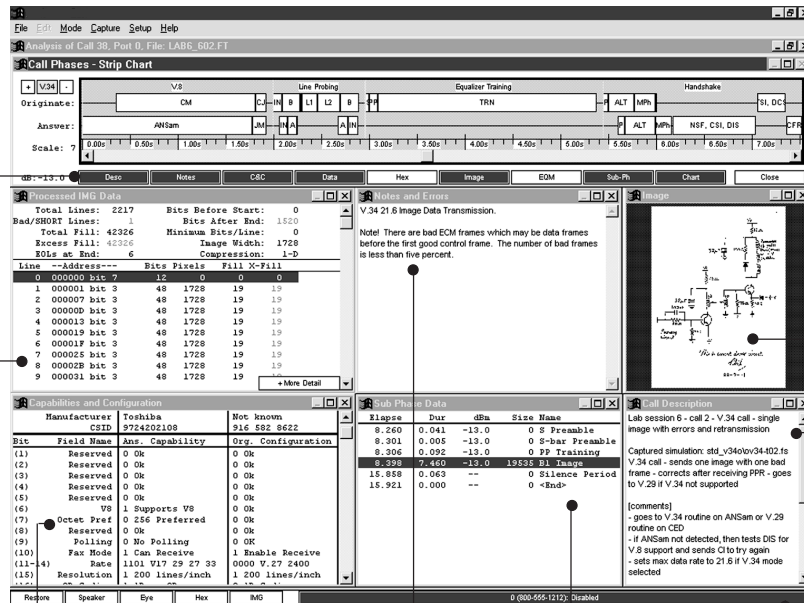 File Edit Mode Capture Setup Help
Analysis of Call 38, Port 0, File: LAB6_602.FT
Call Phases - Strip Chart
+ V.34 - V.8 Line Probing Equalizer Training Handshake
Originate: CM CJ IN B L1 L2 B S PP TRN P ALT MPh TSI, DCS
Answer: ANSam JM IN A A IN P ALT MPh NSF, CSI, DIS CFR
Scale: 7 0.00s 0.50s 1.00s 1.50s 2.00s 2.50s 3.00s 3.50s 4.00s 4.50s 5.00s 5.50s 6.00s 6.50s 7.00s
dB:-13.0 Desc Notes C&C Data Hex Image EQM Sub-Ph Chart Close
Processed IMG Data
Total Lines: 2217 Bits Before Start: 0
Bad/SHORT Lines: 1 Bits After End: 1520
Total Fill: 42326 Minimum Bits/Line: 0
Excess Fill: 42326 Image Width: 1728
EOLs at End: 6 Compression: 1-D
Line --Address--- Bits Pixels Fill X-Fill
0 000000 bit 7 12 0 0 0
1 000001 bit 3 48 1728 19 19
2 000007 bit 3 48 1728 19 19
3 00000D bit 3 48 1728 19 19
4 000013 bit 3 48 1728 19 19
5 000019 bit 3 48 1728 19 19
6 00001F bit 3 48 1728 19 19
7 000025 bit 3 48 1728 19 19
8 00002B bit 3 48 1728 19 19
9 000031 bit 3 48 1728 19 19
+ More Detail
Notes and Errors
V.34 21.6 Image Data Transmission.
Note! There are bad ECM frames which may be data frames
before the first good control frame. The number of bad frames
is less than five percent.
Image
Capabilities and Configuration
Manufacturer Toshiba Not known
CSID 9724202108 916 582 8622
Bit Field Name Ans. Capability Org. Configuration
(1) Reserved 0 Ok 0 Ok
(2) Reserved 0 Ok 0 Ok
(3) Reserved 0 Ok 0 Ok
(4) Reserved 0 Ok 0 Ok
(5) Reserved 0 Ok 0 Ok
(6) V8 1 Supports V8 0 Ok
(7) Octet Pref 0 256 Preferred 0 Ok
(8) Reserved 0 Ok 0 Ok
(9) Polling 0 No Polling 0 OK
(10) Fax Mode 1 Can Receive 1 Enable Receive
(11-14) Rate 1101 V17 29 27 33 0000 V.27 2400
(15) Resolution 1 200 lines/inch 1 200 lines/inch
Sub Phase Data
Elapse Dur dBm Size Name
8.260 0.041 -13.0 0 S Preamble
8.301 0.005 -13.0 0 S-bar Preamble
8.306 0.092 -13.0 0 PP Training
8.398 7.460 -13.0 19535 B1 Image
15.858 0.063 -- 0 Silence Period
15.921 0.000 -- 0 <End>
Call Description
Lab session 6 - call 2 - V.34 call - single
image with errors and retransmission
Captured simulation: std_v34o\ov34-t02.fs
V.34 call - sends one image with one bad
frame - corrects after receiving PPR - goes
to V.29 if V.34 not supported
[comments]
- goes to V.34 routine on ANSam or V.29
routine on CED
- if ANSam not detected, then tests DIS for
V.8 support and sends CI to try again
- sets max data rate to 21.6 if V.34 mode
selected
Restore Speaker Eye Hex IMG 0 (800-555-1212): Disabled